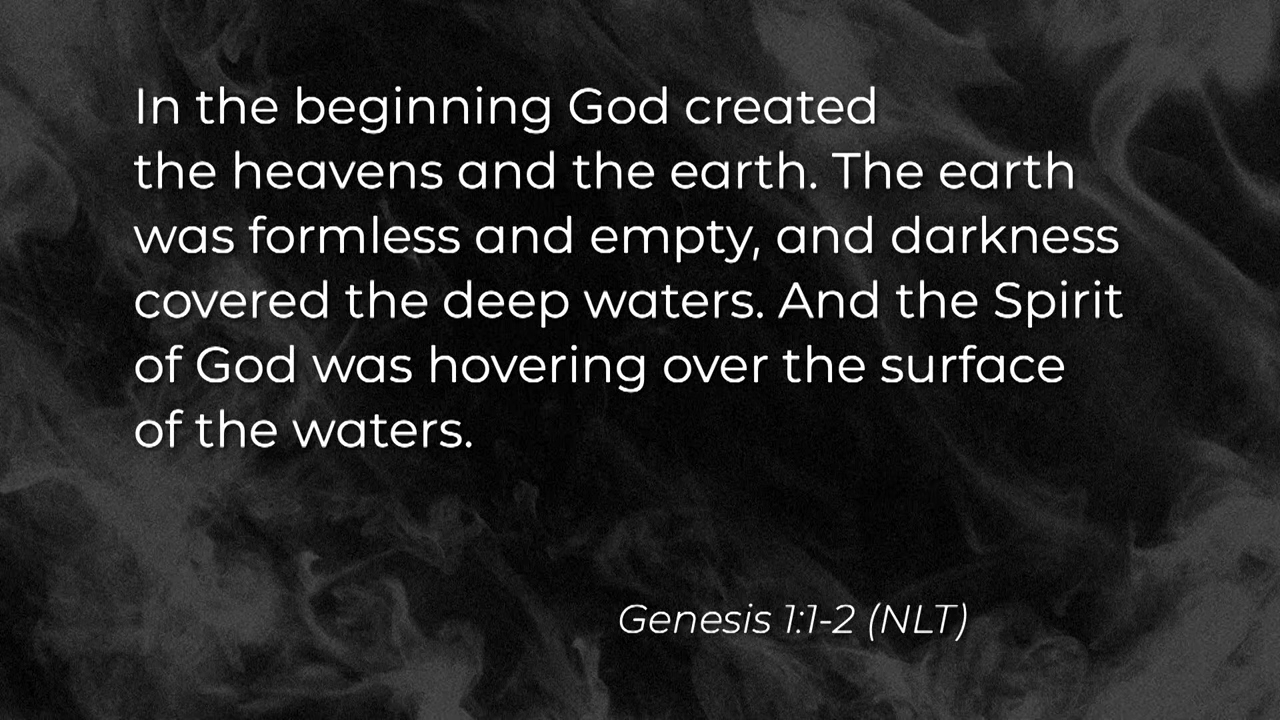 In the beginning God created
the heavens and the earth. The earth
was formless and empty, and darkness
covered the deep waters. And the Spirit
of God was hovering over the surface
of the waters.
Genesis 1:1-2 (NLT)